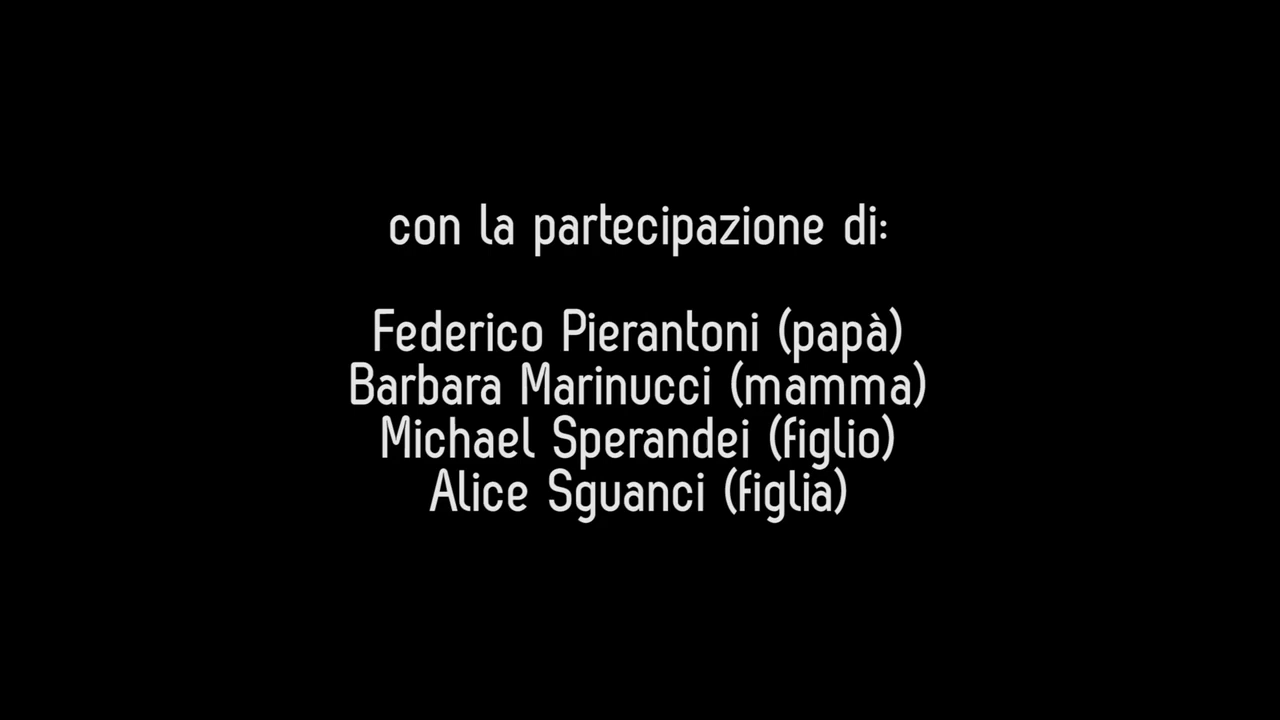 con la partecipazione di:
Federico Pierantoni (papà)
Barbara Marinucci (mamma)
Michael Sperandei (figlio)
Alice Sguanci (figlia)